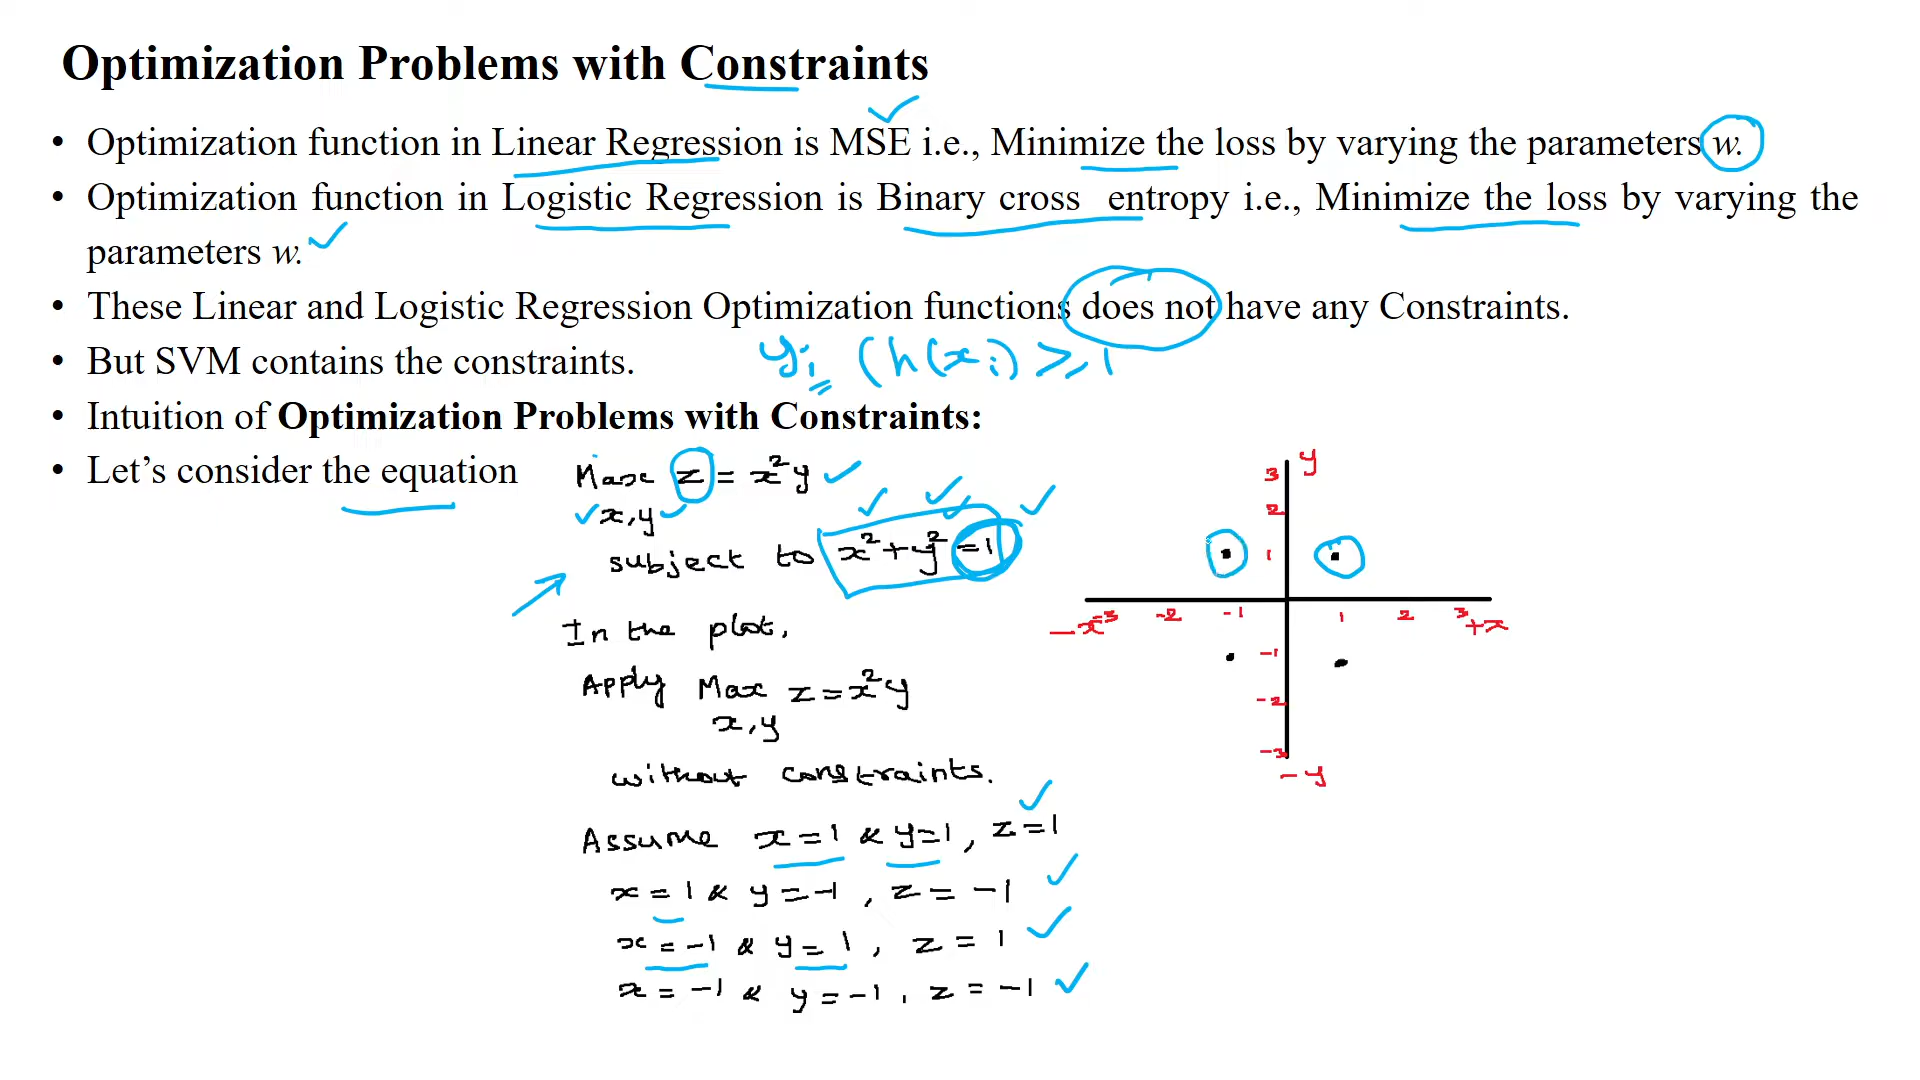 Optimization Problems with Constraints
• Optimization function in Linear Regression is MSE i.e., Minimize the loss by varying the parameters w.
• Optimization function in Logistic Regression is Binary cross entropy i.e., Minimize the loss by varying the
parameters w.
• These Linear and Logistic Regression Optimization functions does not have any Constraints.
• But SVM contains the constraints.
yi (h(xi) ≥ 1
• Intuition of Optimization Problems with Constraints:
• Let's consider the equation
Max z = x²y
x,y
subject to x²+y²=1
In the plot,
Apply Max z=x²y
x,y
without constraints.
Assume x=1 & y=1, z=1
x=1 & y=-1, z=-1
x=-1 & y=1, z=1
x=-1 & y=-1, z=-1
y
3
2
1
-x -3 -2 -1 1 2 3 +x
-1
-2
-3
-y